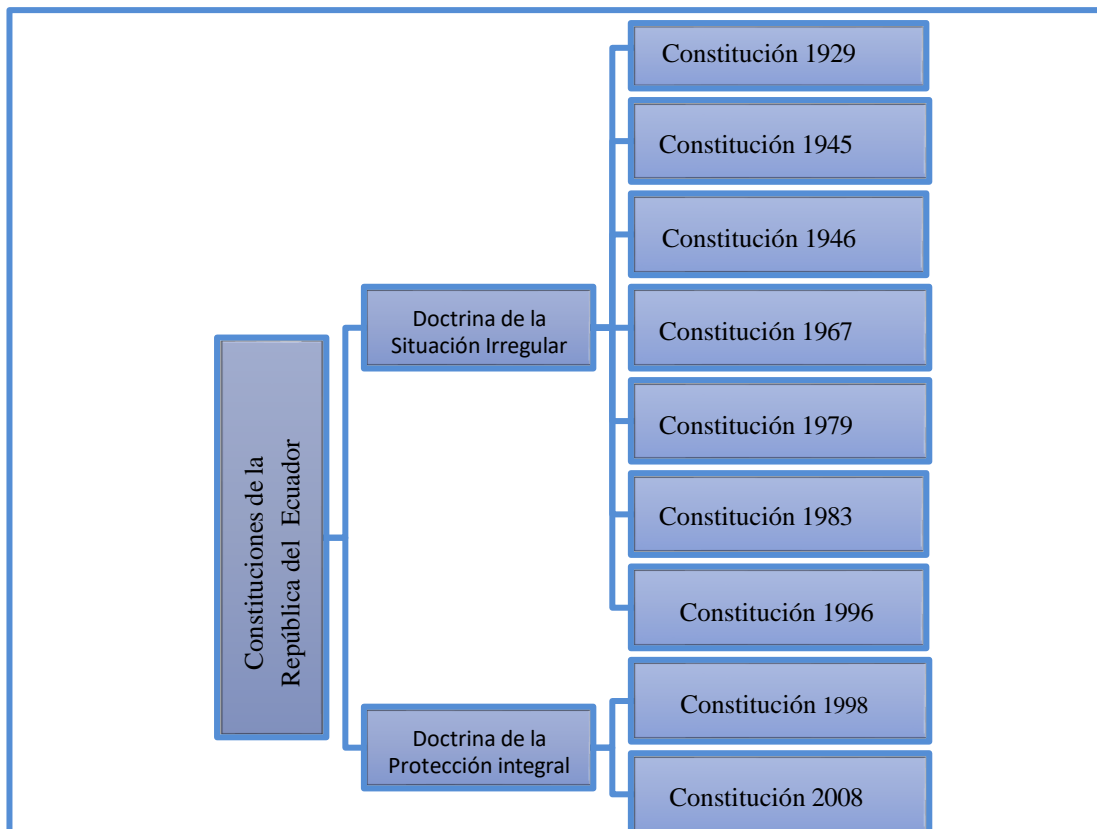 Constituciones de la
República del Ecuador
Doctrina de la
Situación Irregular
Constitución 1929
Constitución 1945
Constitución 1946
Constitución 1967
Constitución 1979
Constitución 1983
Constitución 1996
Doctrina de la
Protección integral
Constitución 1998
Constitución 2008